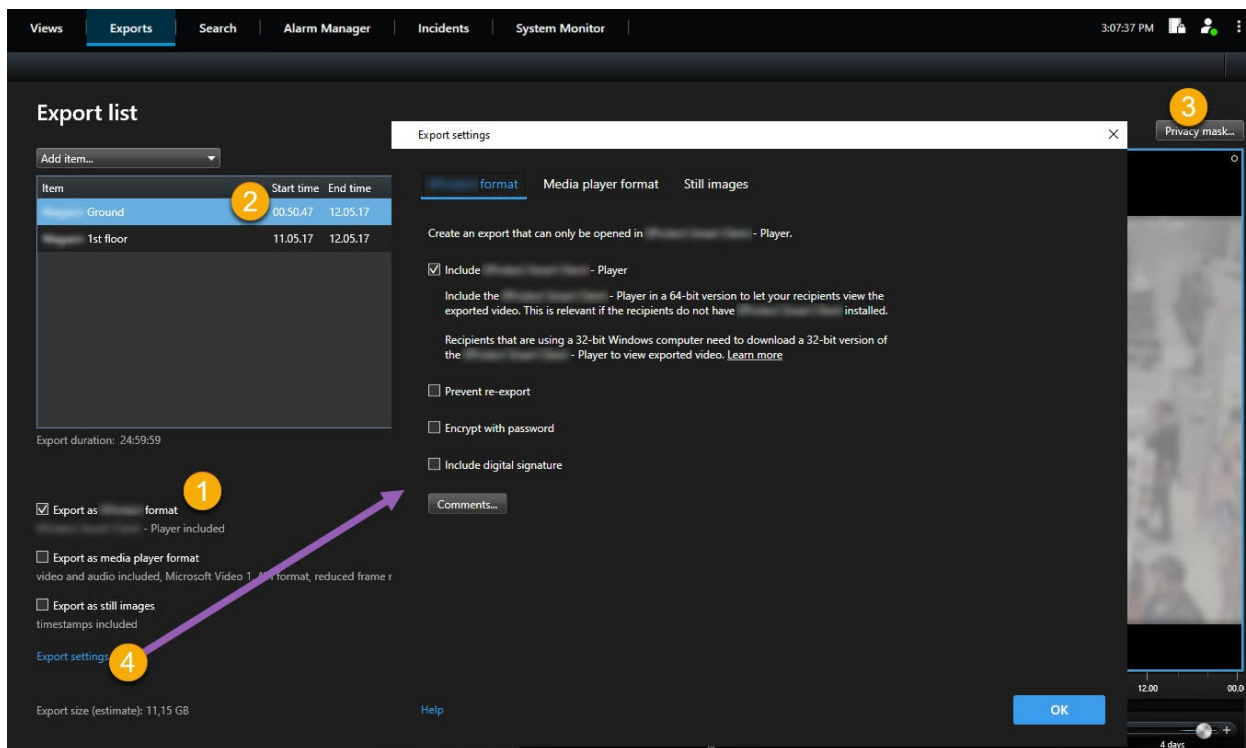 Views Exports Search Alarm Manager Incidents System Monitor 3:07:37 PM
Export list
3
Privacy mask...
Export settings
Add item...
Item Start time End time
2
Ground 00.50.47 12.05.17
1st floor 11.05.17 12.05.17
Export duration: 24:59:59
1
Export as format
- Player included
Export as media player format
video and audio included, Microsoft Video 1, format, reduced frame
Export as still images
timestamps included
Export settings
4
Export size (estimate): 11,15 GB
format Media player format Still images
Create an export that can only be opened in - Player.
Include - Player
Include the - Player in a 64-bit version to let your recipients view the
exported video. This is relevant if the recipients do not have installed.
Recipients that are using a 32-bit Windows computer need to download a 32-bit version of
the - Player to view exported video. Learn more
Prevent re-export
Encrypt with password
Include digital signature
Comments...
Help
OK
12.00 00.0
4 days